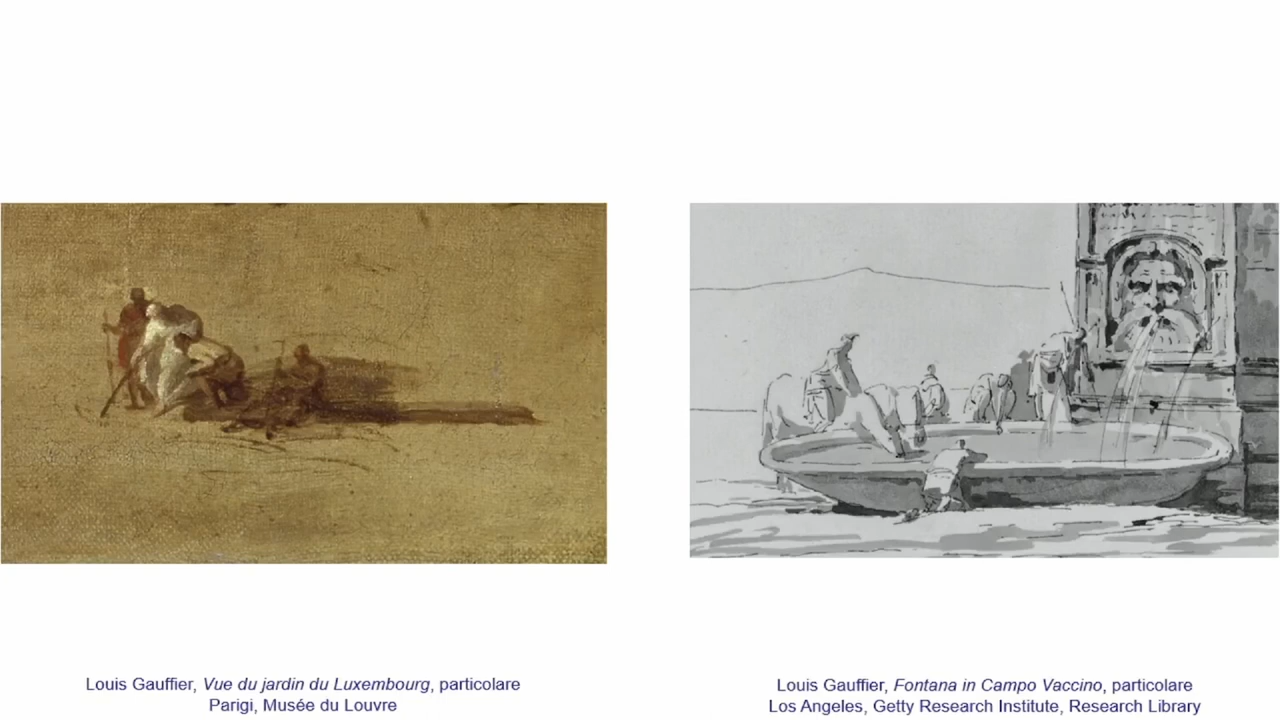 Louis Gauffier, Vue du jardin du Luxembourg, particolare
Parigi, Musée du Louvre
Louis Gauffier, Fontana in Campo Vaccino, particolare
Los Angeles, Getty Research Institute, Research Library